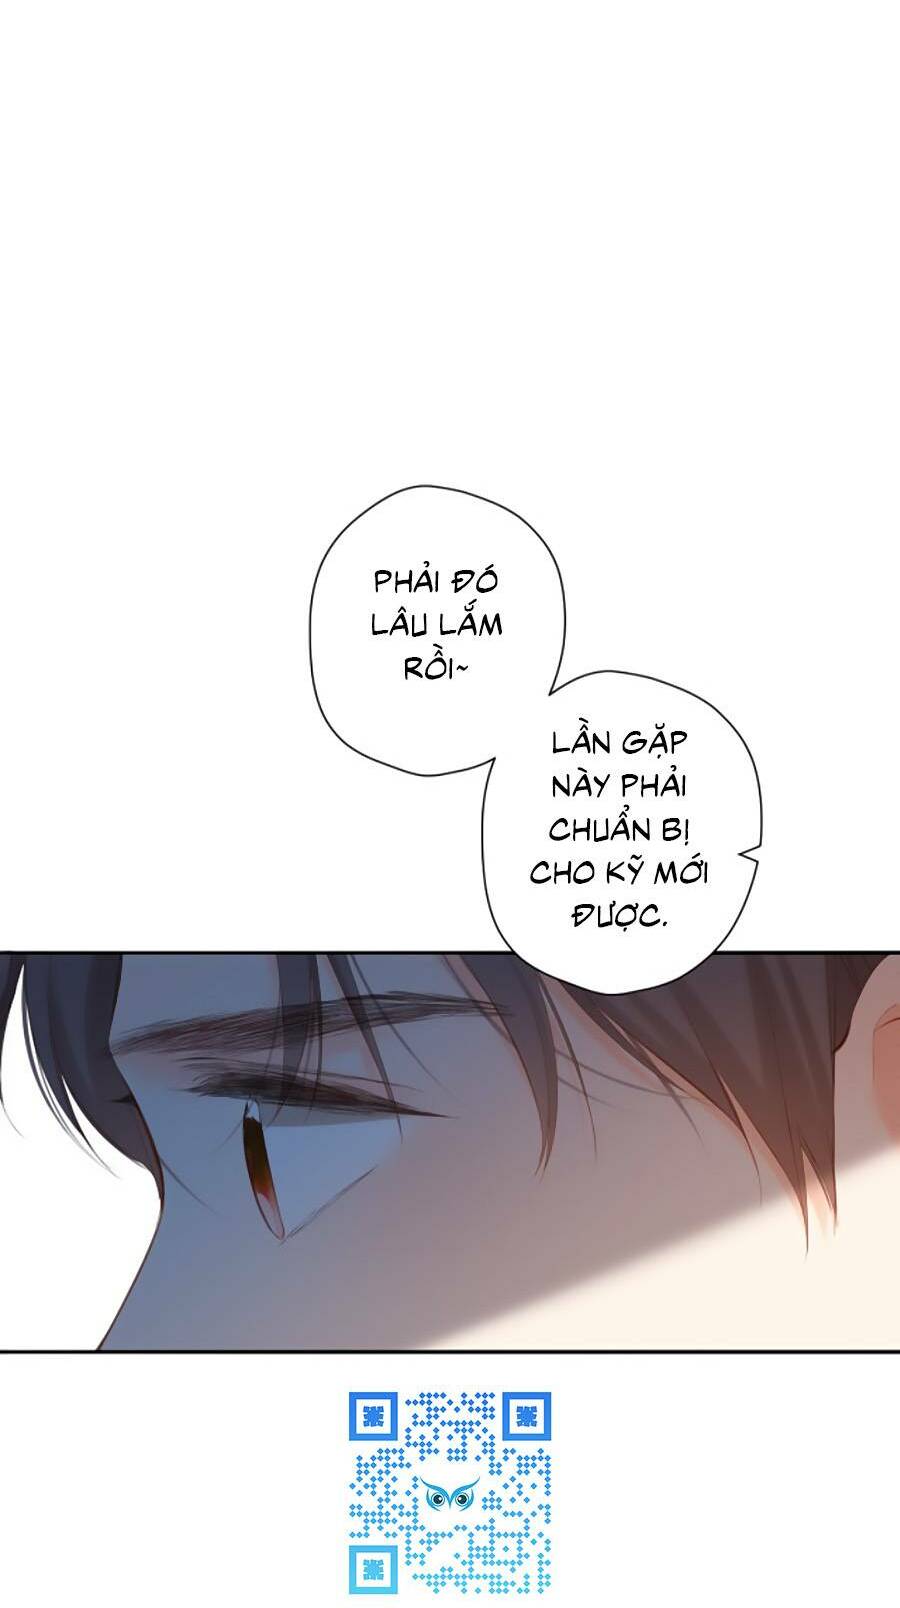 PHẢI ĐÓ
LÂU LẮM
RỒI~
LẦN GẶP
NÀY PHẢI
CHUẨN BỊ
CHO KỸ MỚI
ĐƯỢC.